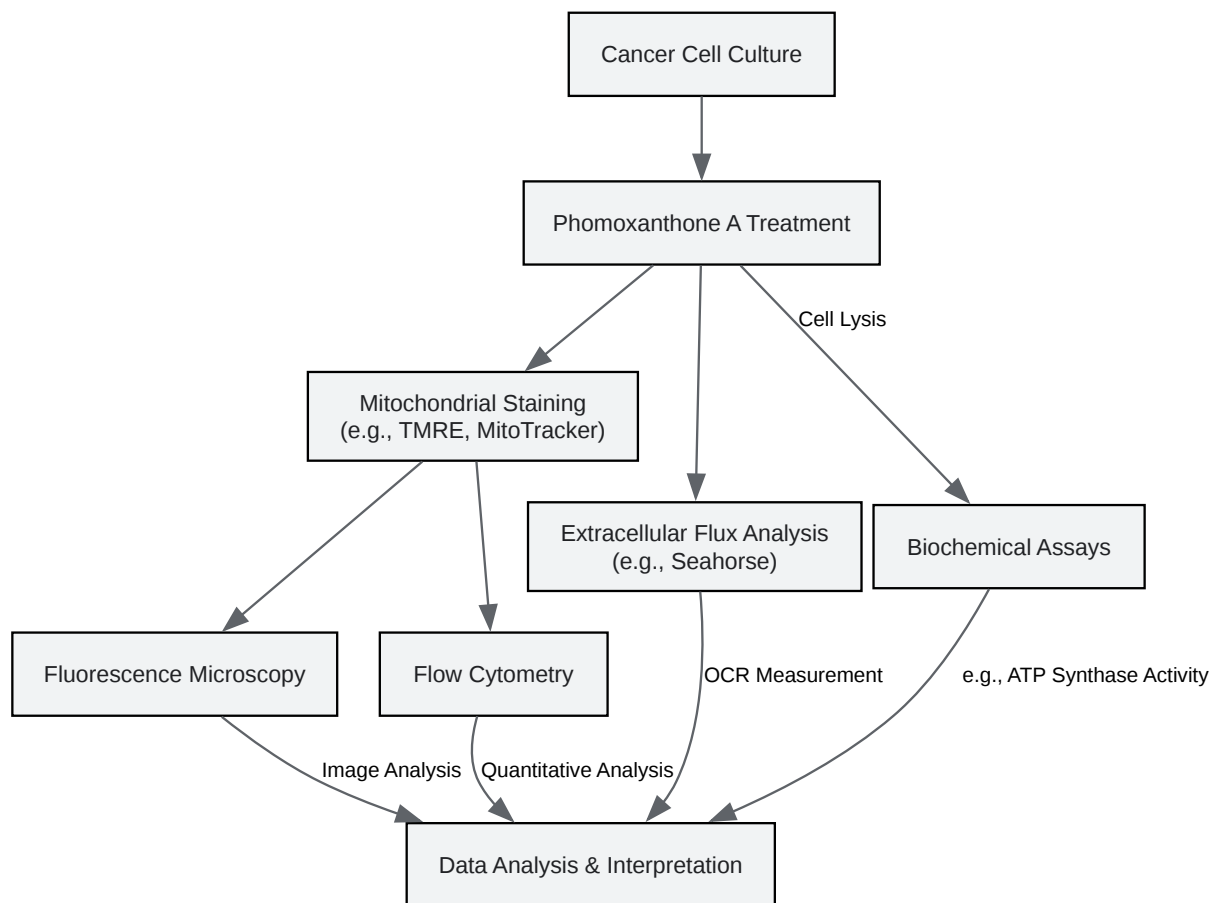 Cancer Cell Culture
Phomoxanthone A Treatment
Cell Lysis
Mitochondrial Staining
(e.g., TMRE, MitoTracker)
Extracellular Flux Analysis
(e.g., Seahorse)
Biochemical Assays
Fluorescence Microscopy
Flow Cytometry
OCR Measurement
e.g., ATP Synthase Activity
Image Analysis
Quantitative Analysis
Data Analysis & Interpretation